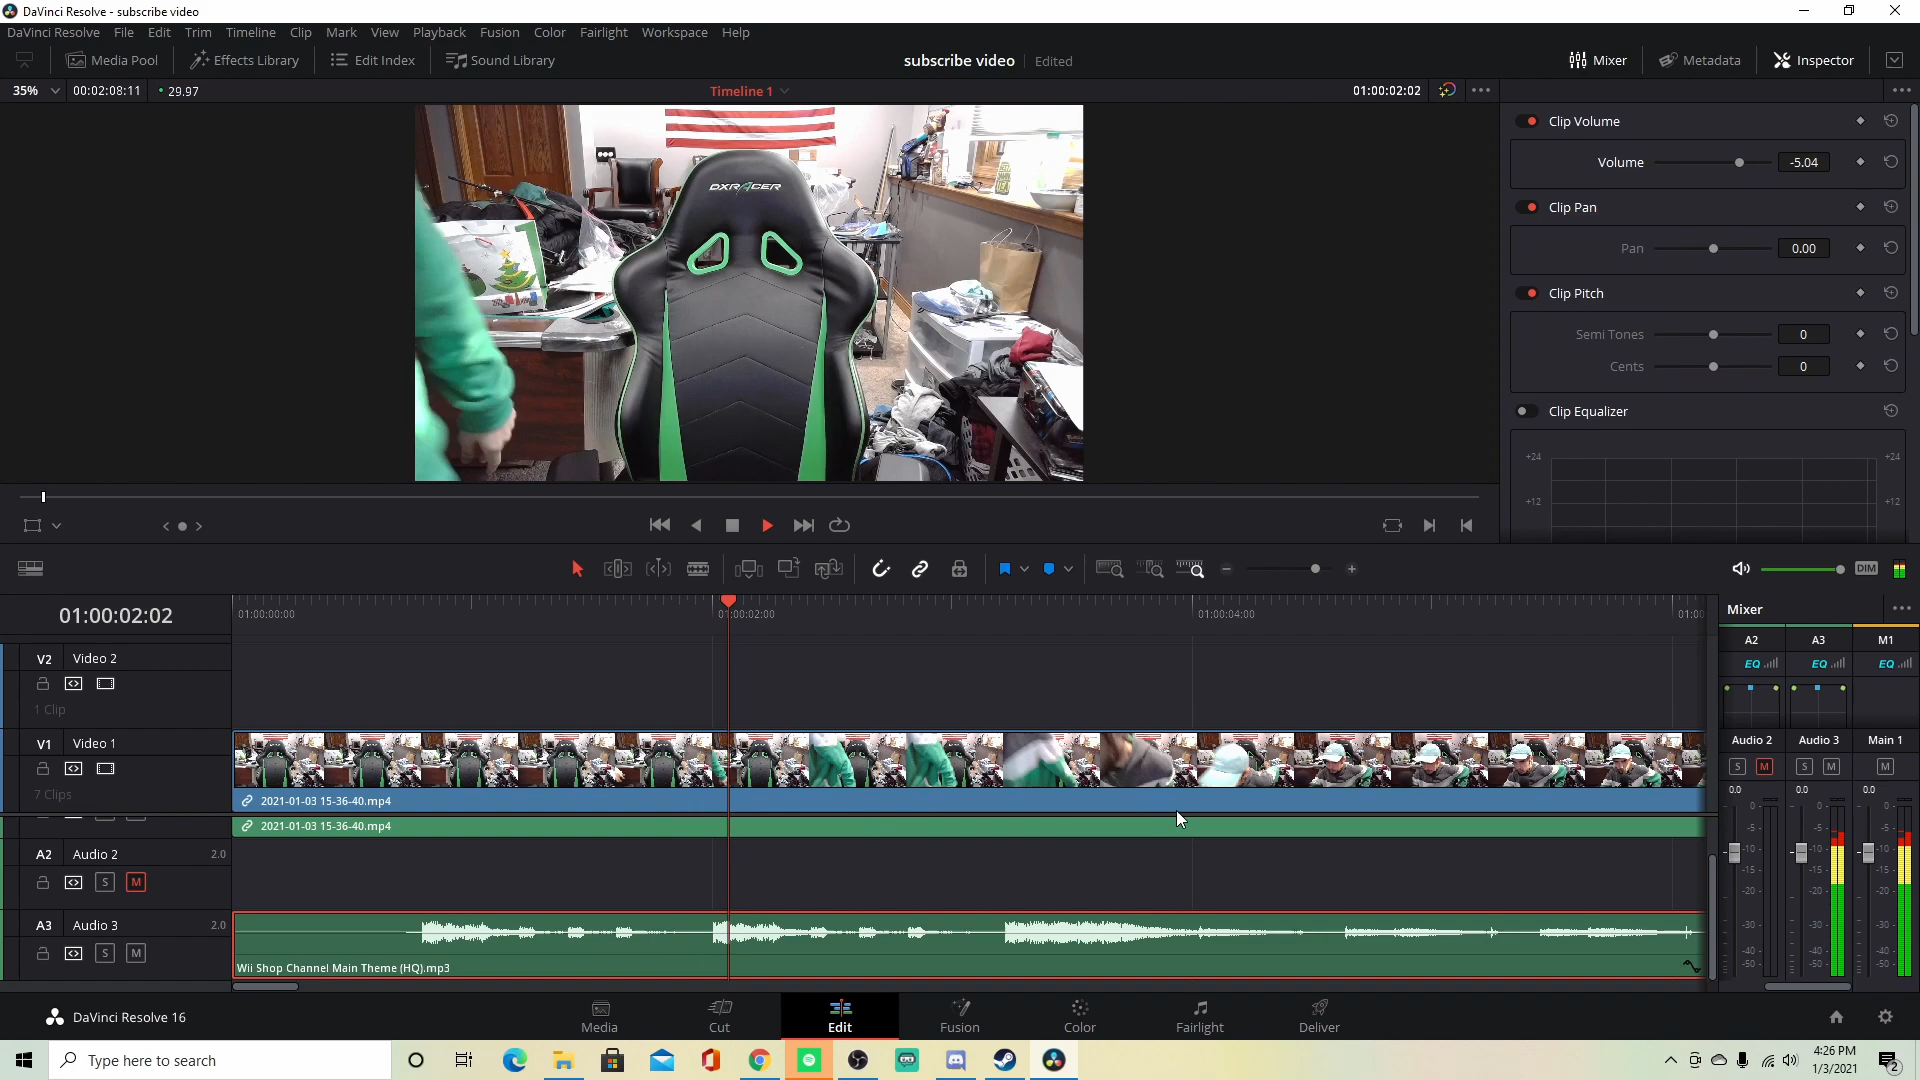 DaVinci Resolve - subscribe video
DaVinci Resolve File Edit Trim Timeline Clip Mark View Playback Fusion Color Fairlight Workspace Help
Media Pool Effects Library Edit Index Sound Library subscribe video Edited Mixer Metadata Inspector
35% 00:02:08:11 29.97 Timeline 1 01:00:02:02
DXRACER
Clip Volume
Volume -5.04
Clip Pan
Pan 0.00
Clip Pitch
Semi Tones 0
Cents 0
Clip Equalizer
+24 +24
+12 +12
DIM
01:00:02:02 01:00:00:00 01:00:02:00 01:00:04:00 01:00
Mixer
A2 A3 M1
EQ EQ EQ
V2 Video 2
1 Clip
V1 Video 1
7 Clips
2021-01-03 15-36-40.mp4
2021-01-03 15-36-40.mp4
Audio 2 Audio 3 Main 1
S M S M M
0.0 0.0 0.0
0 0 0
-5 -5 -5
-10 -10 -10
-15 -15 -15
-20 -20 -20
-30 -30 -30
-40 -40 -40
-50 -50 -50
A2 Audio 2 2.0
S M
A3 Audio 3 2.0
S M
Wii Shop Channel Main Theme (HQ).mp3
DaVinci Resolve 16
Media Cut Edit Fusion Color Fairlight Deliver
Type here to search
4:26 PM
1/3/2021
2